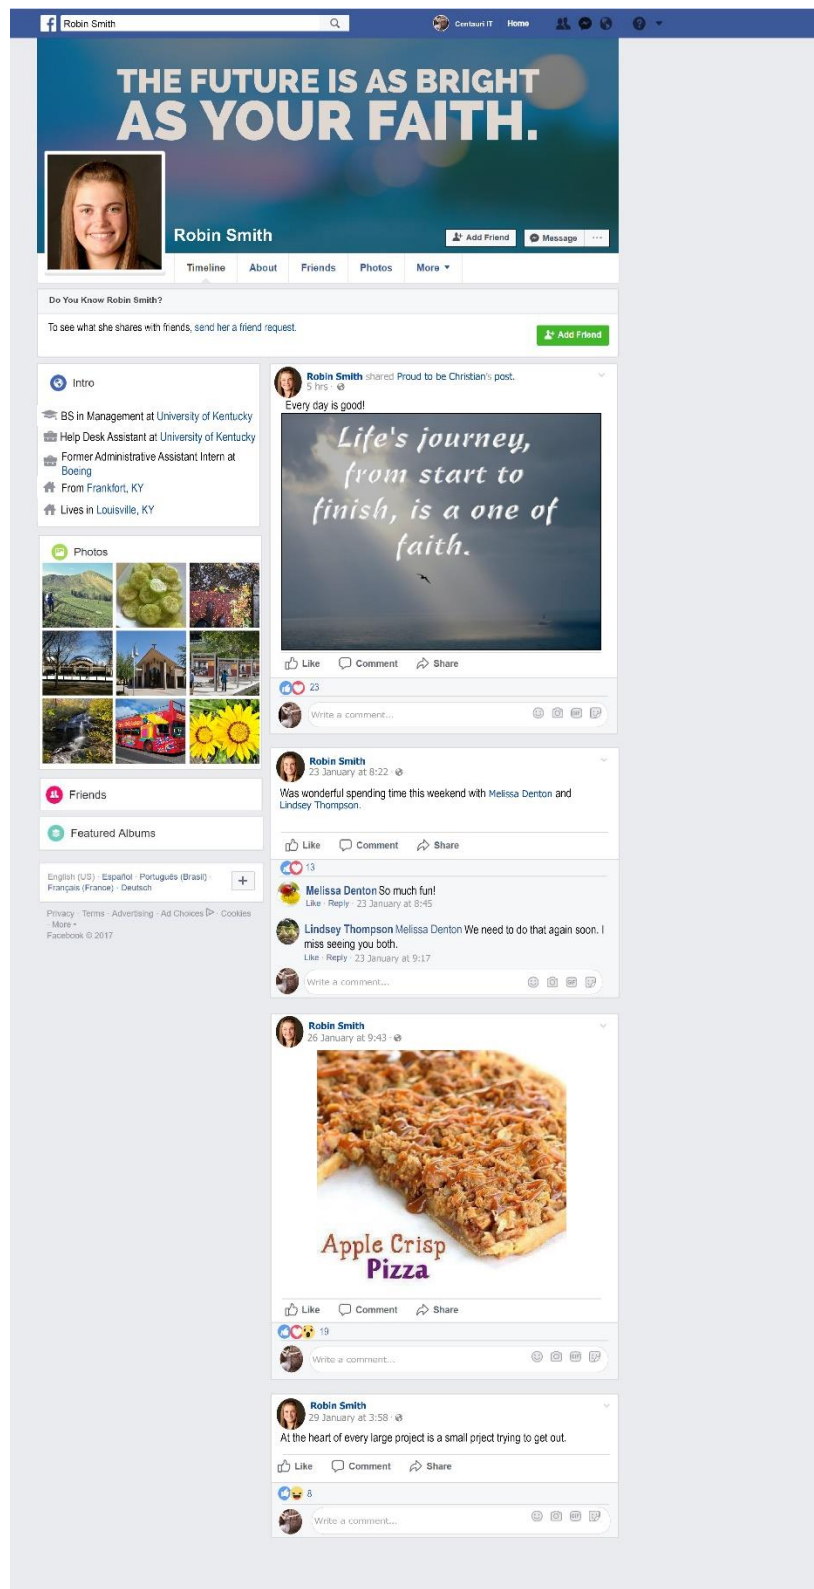 Robin Smith
Centauri IT Home
THE FUTURE IS AS BRIGHT
AS YOUR FAITH.
Robin Smith
Add Friend
Message
Timeline About Friends Photos More
Do You Know Robin Smith?
To see what she shares with friends, send her a friend request.
Add Friend
Intro
BS in Management at University of Kentucky
Help Desk Assistant at University of Kentucky
Former Administrative Assistant Intern at
Boeing
From Frankfort, KY
Lives in Louisville, KY
Photos
Friends
Featured Albums
English (US) · Español · Português (Brasil) ·
Français (France) · Deutsch
Privacy · Terms · Advertising · Ad Choices · Cookies
· More
Facebook © 2017
Robin Smith shared Proud to be Christian's post.
5 hrs ·
Every day is good!
Life's journey,
from start to
finish, is a one of
faith.
Like Comment Share
23
Write a comment...
Robin Smith
23 January at 8:22 ·
Was wonderful spending time this weekend with Melissa Denton and
Lindsey Thompson.
Like Comment Share
13
Melissa Denton So much fun!
Like · Reply · 23 January at 8:45
Lindsey Thompson Melissa Denton We need to do that again soon. I
miss seeing you both.
Like · Reply · 23 January at 9:17
Write a comment...
Robin Smith
26 January at 9:43 ·
Apple Crisp
Pizza
Like Comment Share
19
Write a comment...
Robin Smith
29 January at 3:58 ·
At the heart of every large project is a small prject trying to get out.
Like Comment Share
8
Write a comment...